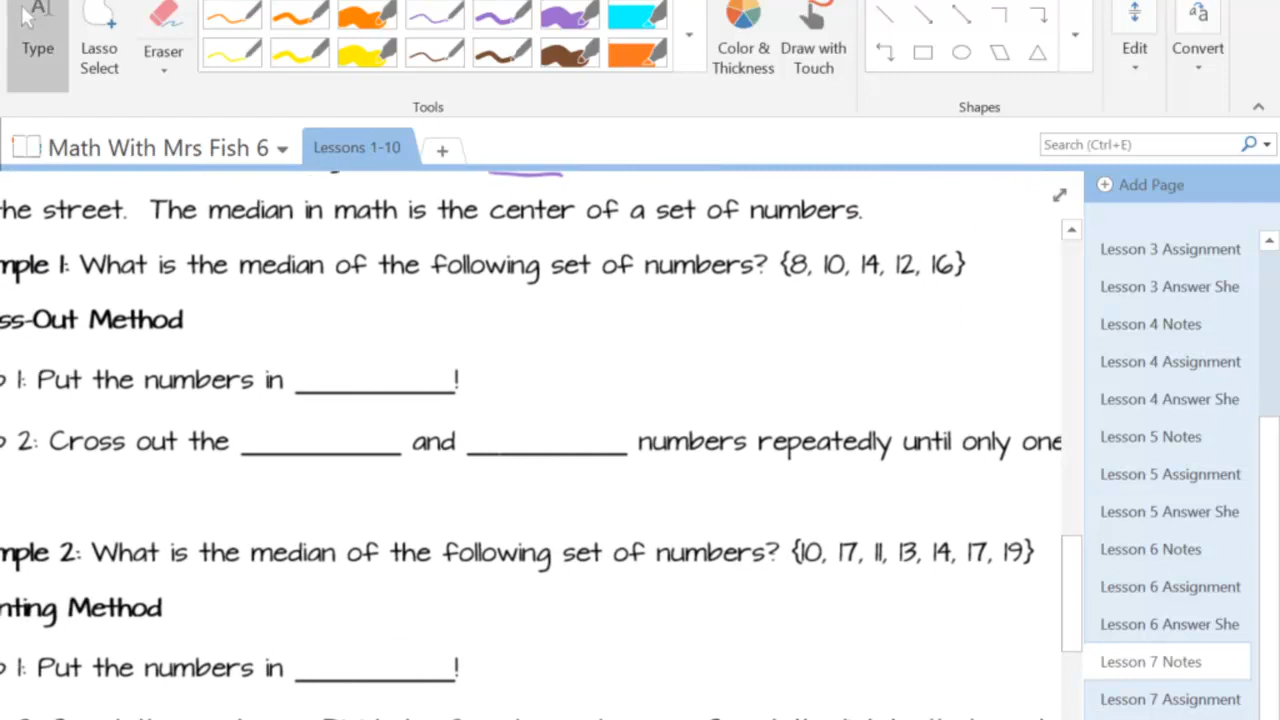 Type
Lasso Select
Eraser
Color & Thickness
Draw with Touch
Edit
Convert
Tools
Shapes
Math With Mrs Fish 6
Lessons 1-10
Search (Ctrl+E)
Add Page
the street. The median in math is the center of a set of numbers.
mple 1: What is the median of the following set of numbers? {8, 10, 14, 12, 16}
ss-Out Method
1: Put the numbers in __________!
2: Cross out the __________ and __________ numbers repeatedly until only one
mple 2: What is the median of the following set of numbers? {10, 17, 11, 13, 14, 17, 19}
nting Method
1: Put the numbers in __________!
Lesson 3 Assignment
Lesson 3 Answer She
Lesson 4 Notes
Lesson 4 Assignment
Lesson 4 Answer She
Lesson 5 Notes
Lesson 5 Assignment
Lesson 5 Answer She
Lesson 6 Notes
Lesson 6 Assignment
Lesson 6 Answer She
Lesson 7 Notes
Lesson 7 Assignment